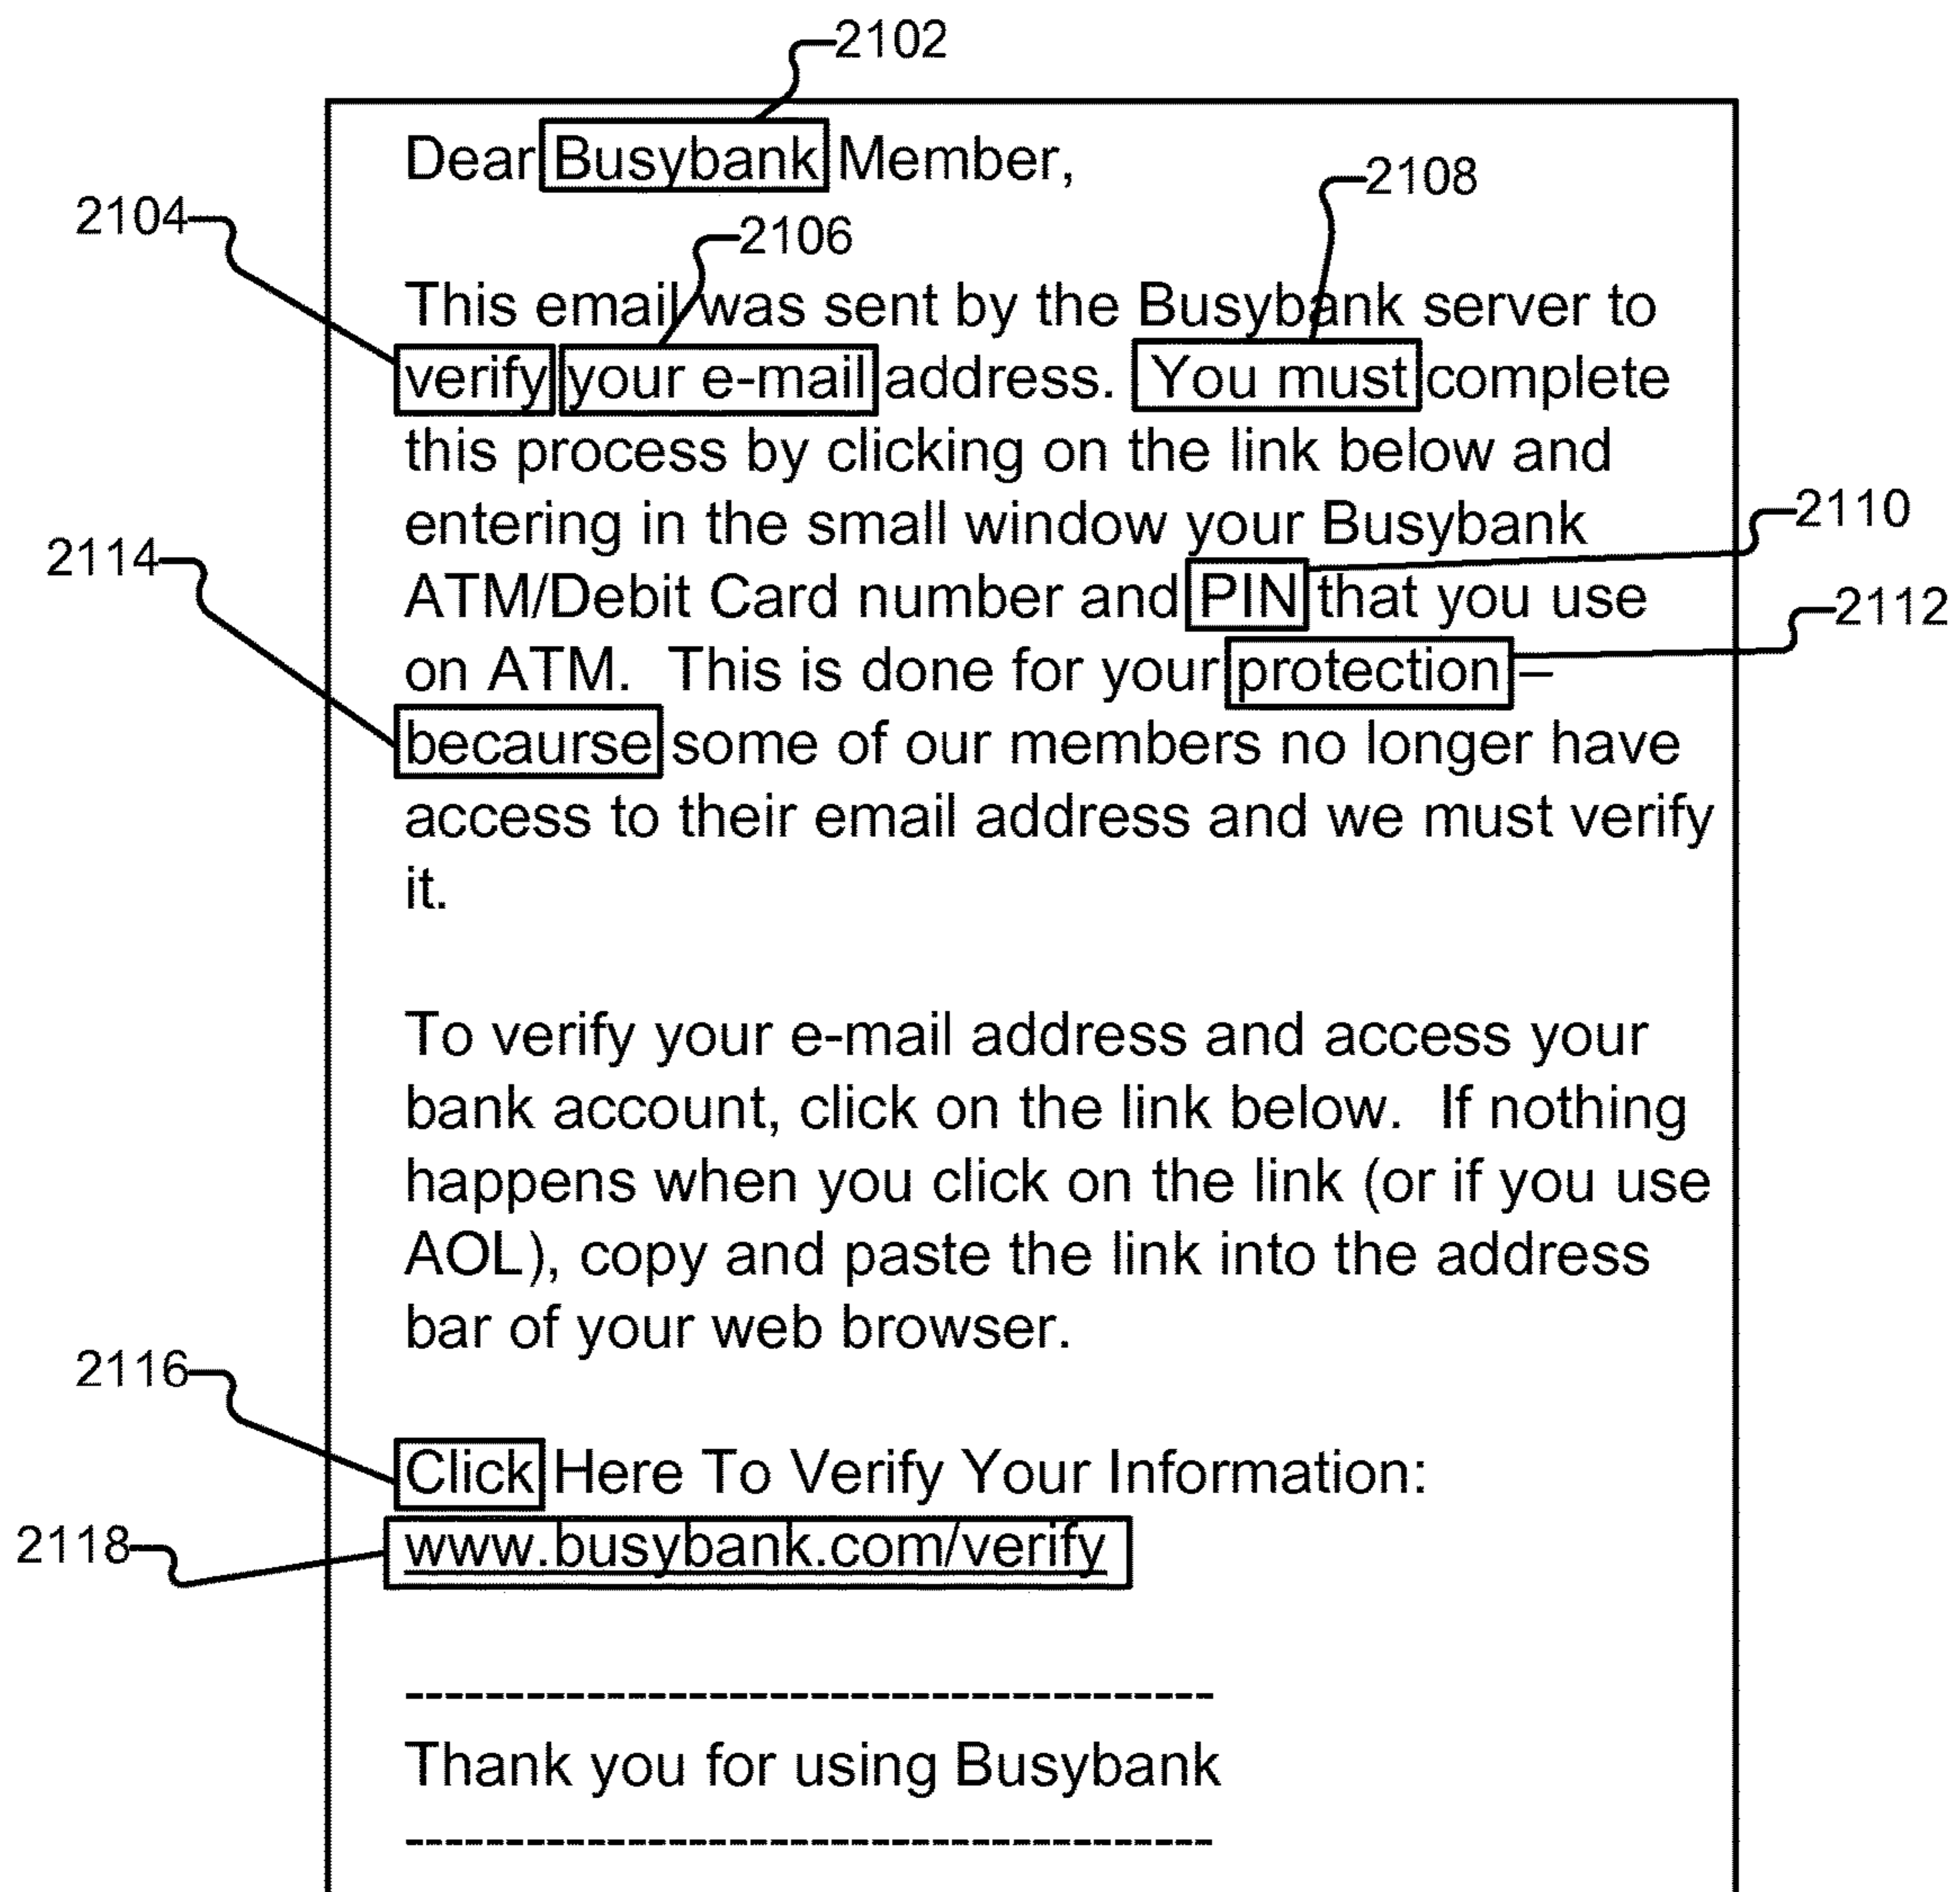 2102
Dear Busybank Member,
2108
2104
2106
This email was sent by the Busybank server to
verify your e-mail address. You must complete
this process by clicking on the link below and
2110
entering in the small window your Busybank
2114
ATM/Debit Card number and PIN that you use
2112
on ATM. This is done for your protection –
becaurse some of our members no longer have
access to their email address and we must verify
it.
To verify your e-mail address and access your
bank account, click on the link below. If nothing
happens when you click on the link (or if you use
AOL), copy and paste the link into the address
bar of your web browser.
2116
Click Here To Verify Your Information:
2118
www.busybank.com/verify
----------------------------------------
Thank you for using Busybank
----------------------------------------